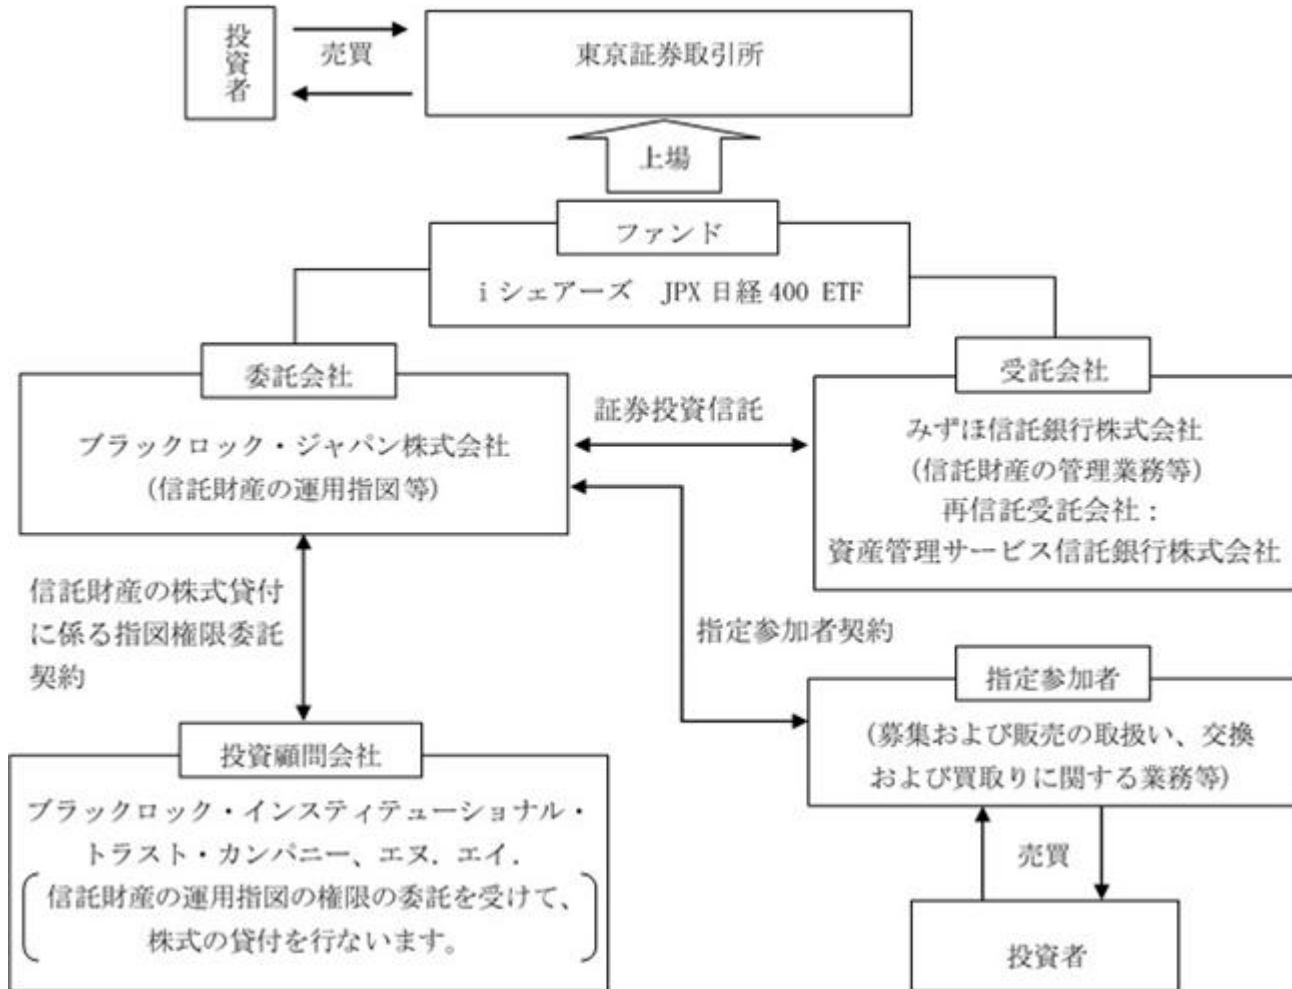 投資者
売買
東京証券取引所
上場
ファンド
i シェアーズ　JPX 日経 400 ETF
委託会社
ブラックロック・ジャパン株式会社
(信託財産の運用指図等)
証券投資信託
受託会社
みずほ信託銀行株式会社
(信託財産の管理業務等)
再信託受託会社：
資産管理サービス信託銀行株式会社
信託財産の株式貸付
に係る指図権限委託
契約
指定参加者契約
指定参加者
(募集および販売の取扱い、交換
および買取りに関する業務等)
投資顧問会社
ブラックロック・インスティテューショナル・
トラスト・カンパニー、エヌ．エイ．
信託財産の運用指図の権限の委託を受けて、
株式の貸付を行ないます。
売買
投資者